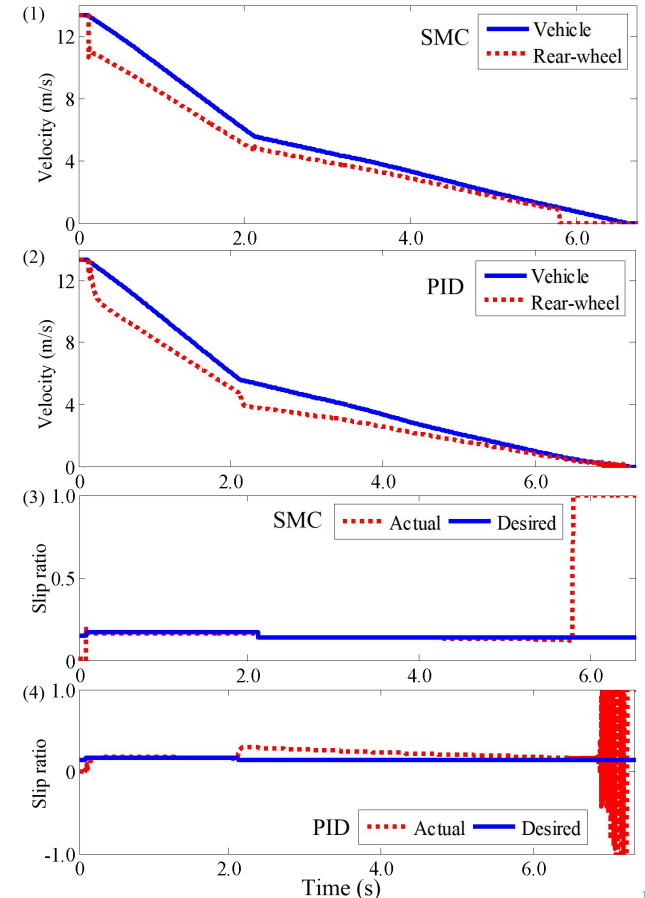 (1)
Velocity (m/s)
12
8
4
0
SMC
Vehicle
Rear-wheel
0
2.0
4.0
6.0
(2)
Velocity (m/s)
12
8
4
0
PID
Vehicle
Rear-wheel
0
2.0
4.0
6.0
(3)
Slip ratio
1.0
0.5
0
SMC
Actual
Desired
0
2.0
4.0
6.0
(4)
Slip ratio
1.0
0
-1.0
PID
Actual
Desired
0
2.0
4.0
6.0
Time (s)
1